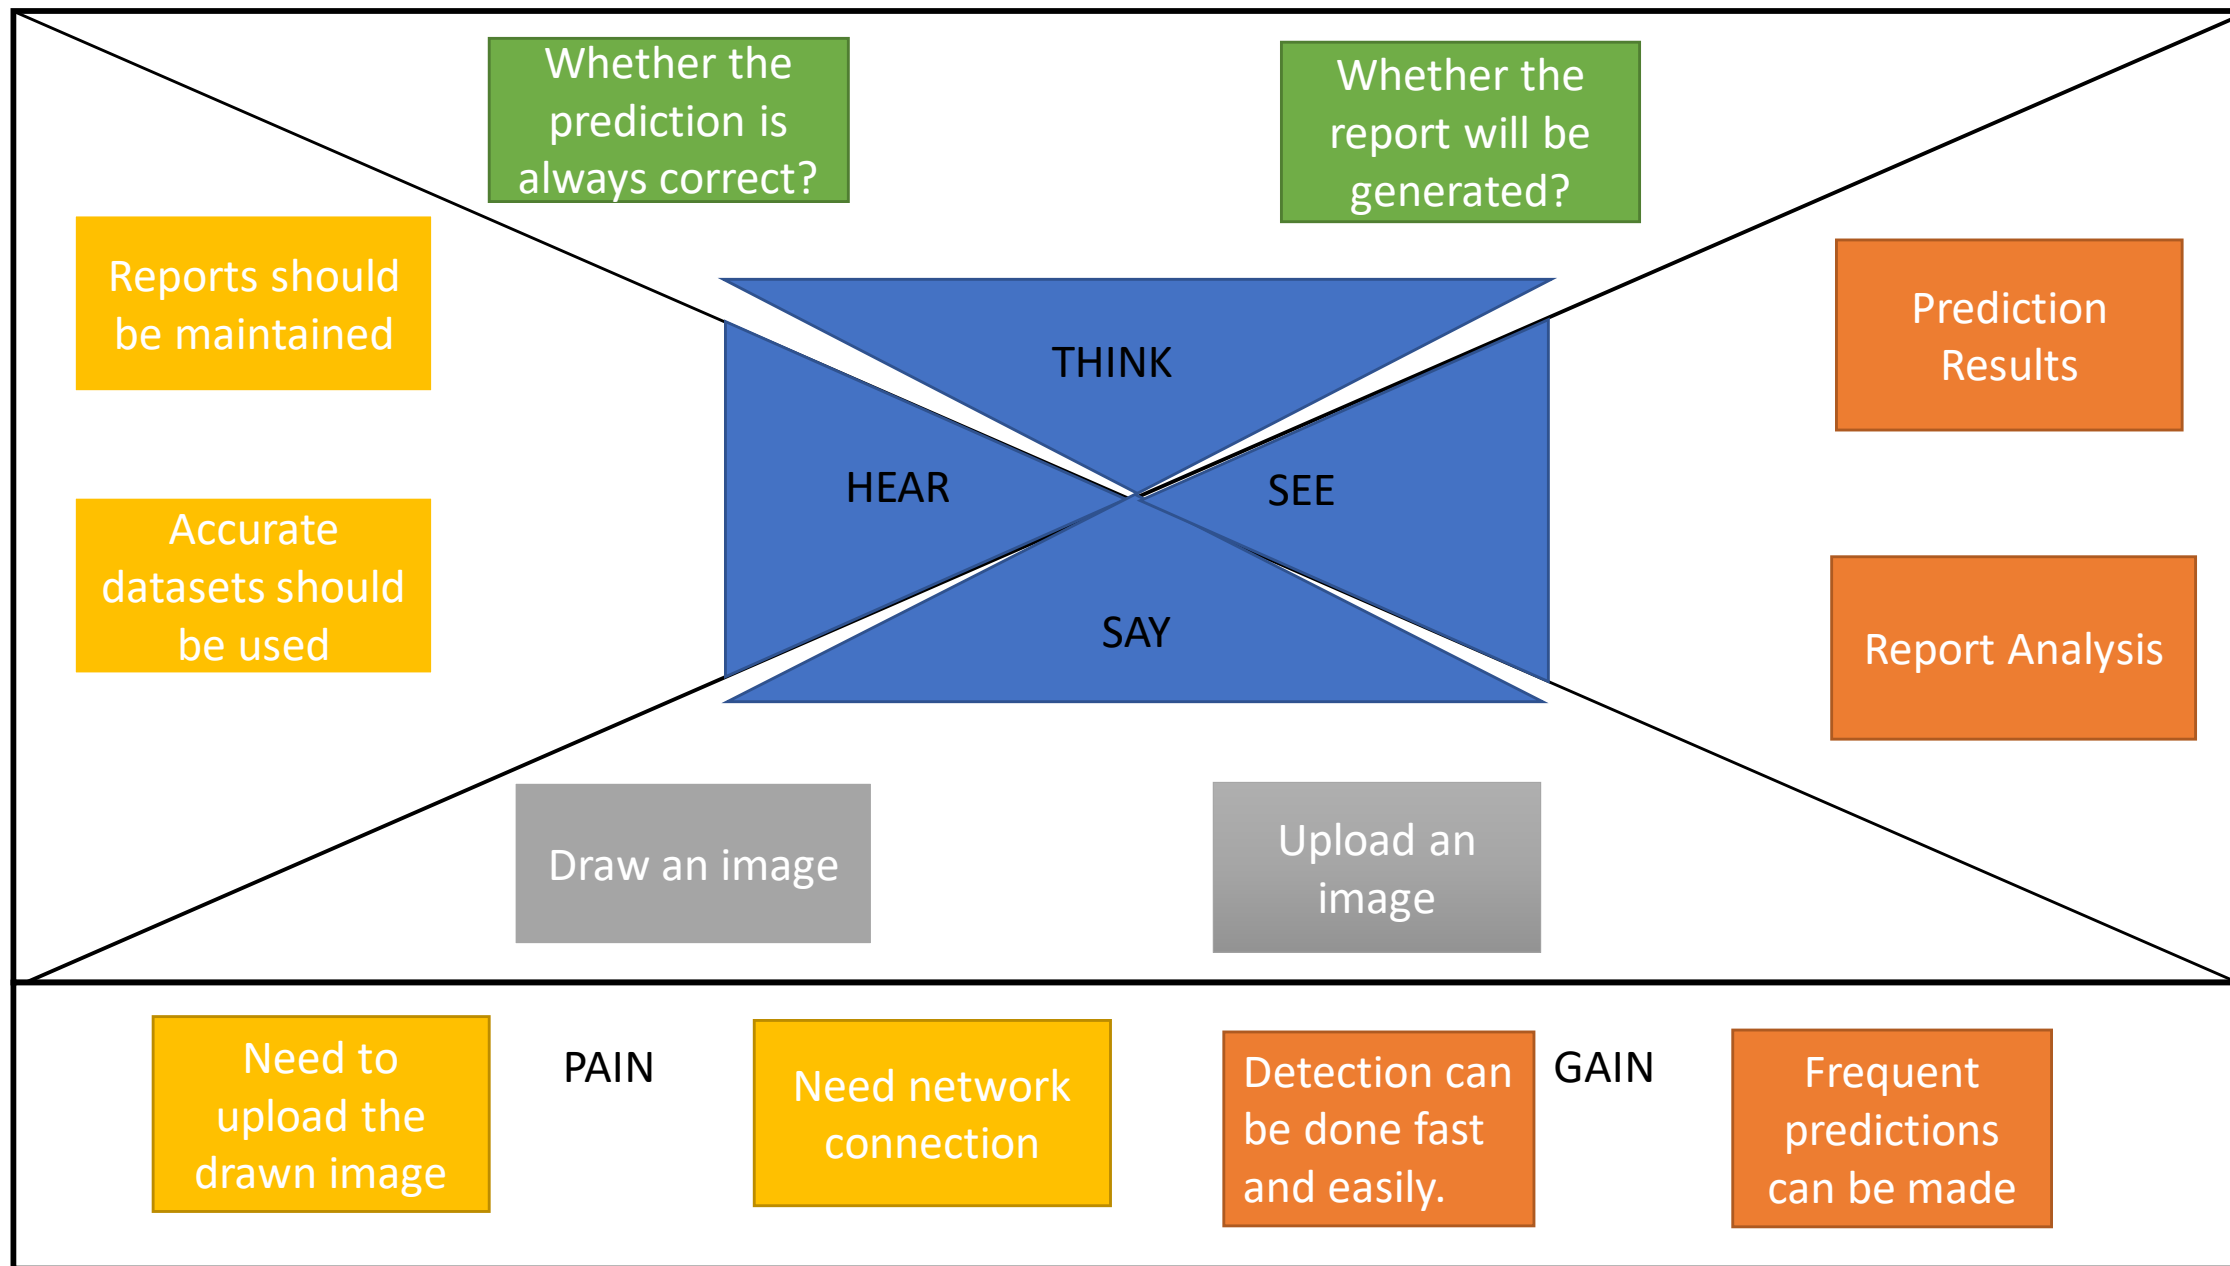 Whether the
prediction is
always correct?
Whether the
report will be
generated?
Reports should
be maintained
Prediction
Results
THINK
HEAR
SEE
SAY
Accurate
datasets should
be used
Report Analysis
Draw an image
Upload an
image
Need to
upload the
drawn image
PAIN
Need network
connection
Detection can
be done fast
and easily.
GAIN
Frequent
predictions
can be made